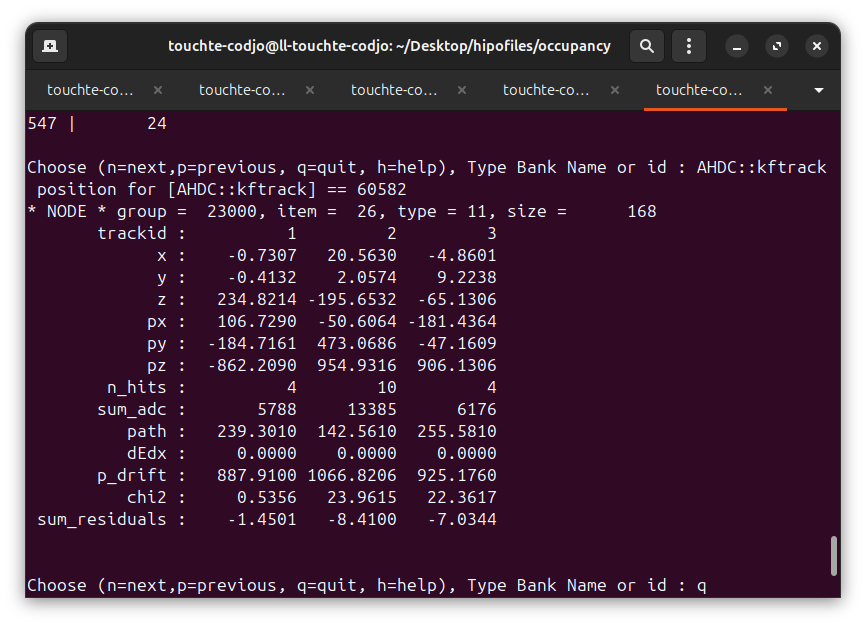 touchte-codjo@ll-touchte-codjo: ~/Desktop/hipofiles/occupancy
touchte-co... touchte-co... touchte-co... touchte-co... touchte-co...
547 |       24
Choose (n=next,p=previous, q=quit, h=help), Type Bank Name or id : AHDC::kftrack
 position for [AHDC::kftrack] == 60582
* NODE * group =  23000, item =  26, type = 11, size =      168
       trackid :          1         2         3
             x :    -0.7307   20.5630   -4.8601
             y :    -0.4132    2.0574    9.2238
             z :   234.8214 -195.6532  -65.1306
            px :   106.7290  -50.6064 -181.4364
            py :  -184.7161  473.0686  -47.1609
            pz :  -862.2090  954.9316  906.1306
        n_hits :          4        10         4
       sum_adc :       5788     13385      6176
          path :   239.3010  142.5610  255.5810
          dEdx :     0.0000    0.0000    0.0000
       p_drift :   887.9100 1066.8206  925.1760
          chi2 :     0.5356   23.9615   22.3617
 sum_residuals :    -1.4501   -8.4100   -7.0344
Choose (n=next,p=previous, q=quit, h=help), Type Bank Name or id : q